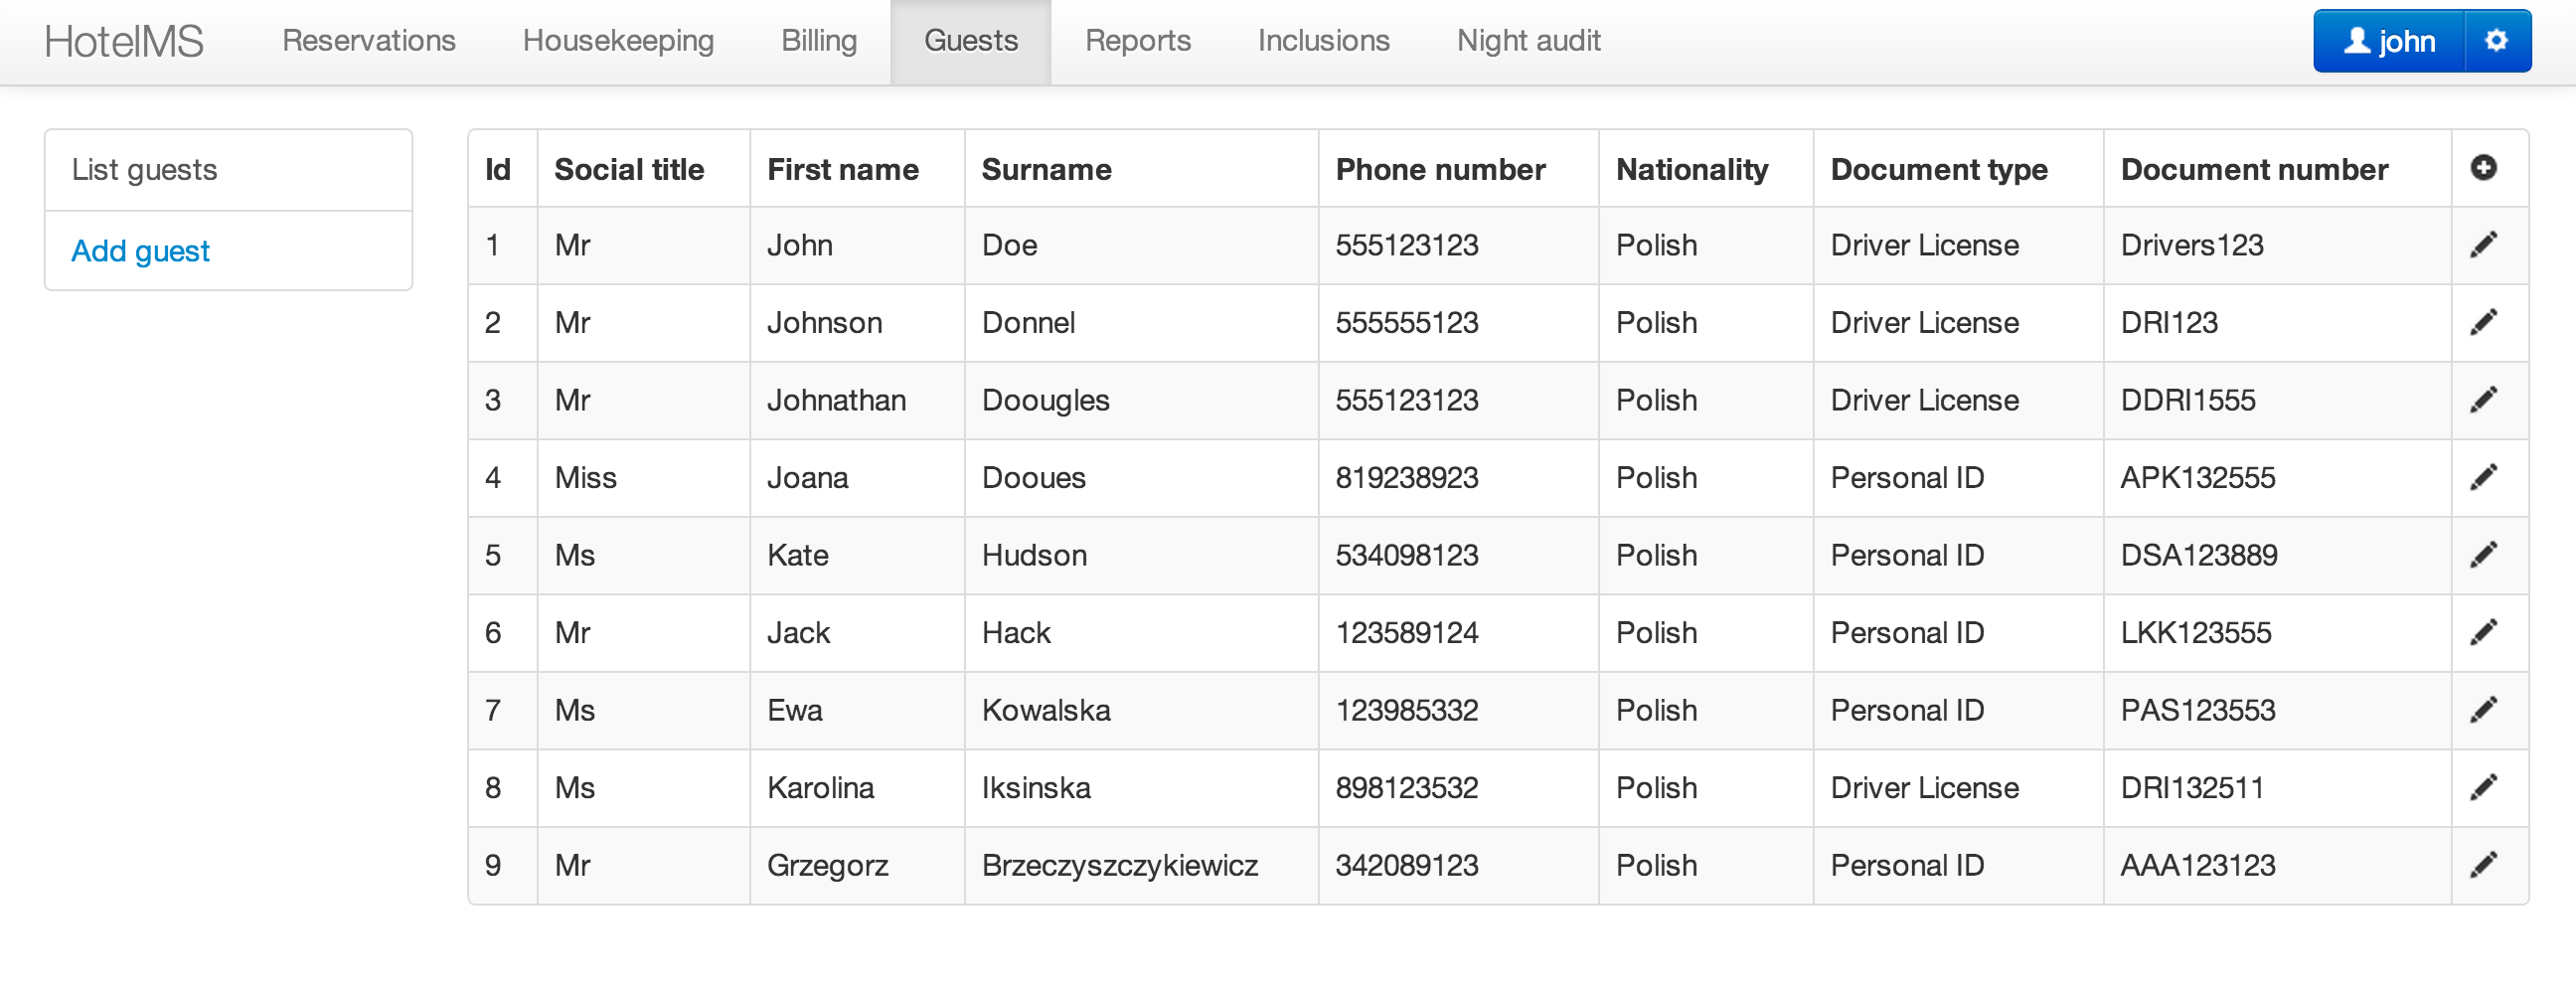 HotelMS Reservations Housekeeping Billing Guests Reports Inclusions Night audit john
List guests
Add guest
Id Social title First name Surname Phone number Nationality Document type Document number
1 Mr John Doe 555123123 Polish Driver License Drivers123
2 Mr Johnson Donnel 555555123 Polish Driver License DRI123
3 Mr Johnathan Doougles 555123123 Polish Driver License DDRI1555
4 Miss Joana Dooues 819238923 Polish Personal ID APK132555
5 Ms Kate Hudson 534098123 Polish Personal ID DSA123889
6 Mr Jack Hack 123589124 Polish Personal ID LKK123555
7 Ms Ewa Kowalska 123985332 Polish Personal ID PAS123553
8 Ms Karolina Iksinska 898123532 Polish Driver License DRI132511
9 Mr Grzegorz Brzeczyszczykiewicz 342089123 Polish Personal ID AAA123123